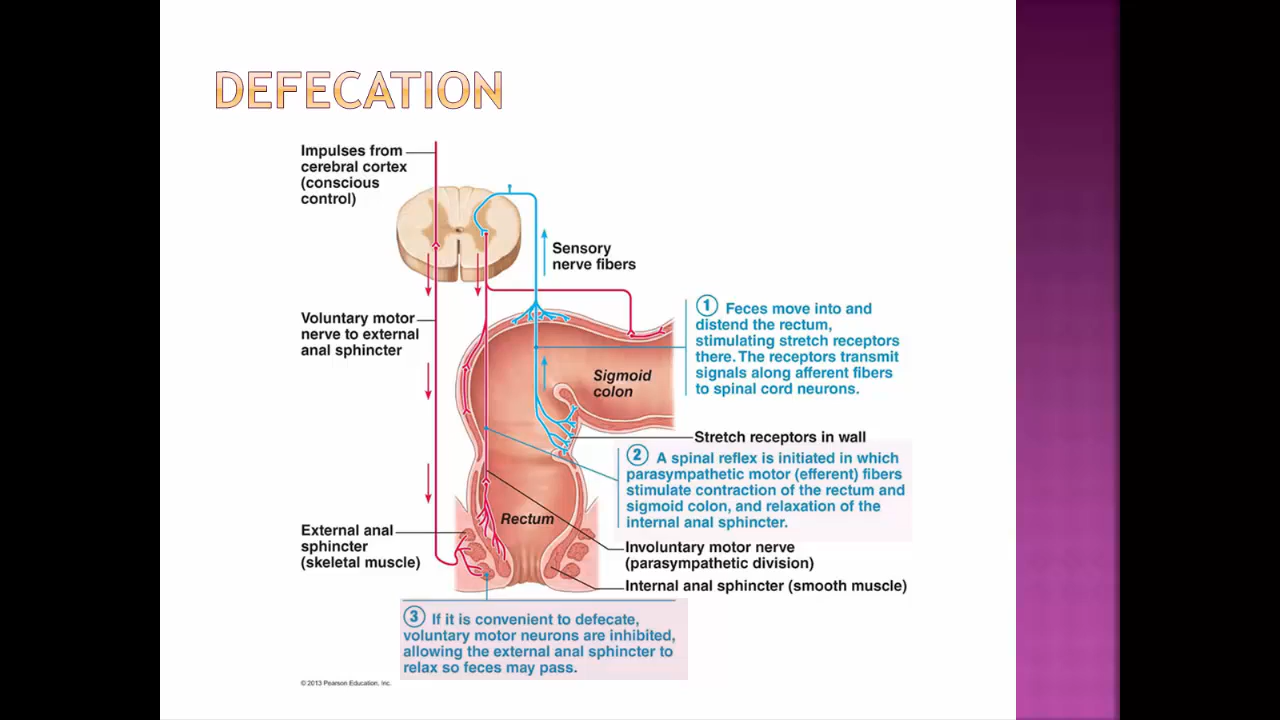 DEFECATION
Impulses from
cerebral cortex
(conscious
control)
Sensory
nerve fibers
Voluntary motor
nerve to external
anal sphincter
1 Feces move into and
distend the rectum,
stimulating stretch receptors
there. The receptors transmit
signals along afferent fibers
to spinal cord neurons.
Sigmoid
colon
Stretch receptors in wall
2 A spinal reflex is initiated in which
parasympathetic motor (efferent) fibers
stimulate contraction of the rectum and
sigmoid colon, and relaxation of the
internal anal sphincter.
Rectum
External anal
sphincter
(skeletal muscle)
Involuntary motor nerve
(parasympathetic division)
Internal anal sphincter (smooth muscle)
3 If it is convenient to defecate,
voluntary motor neurons are inhibited,
allowing the external anal sphincter to
relax so feces may pass.
© 2013 Pearson Education, Inc.